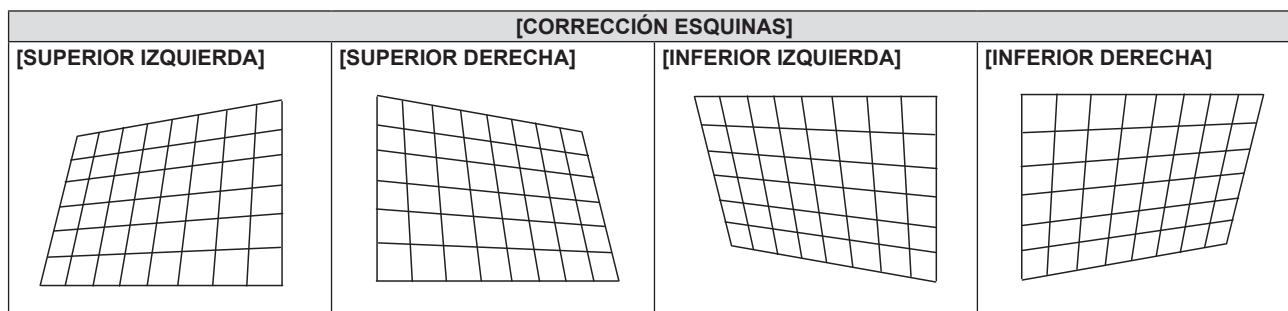 [CORRECCIÓN ESQUINAS]
[SUPERIOR IZQUIERDA] [SUPERIOR DERECHA] [INFERIOR IZQUIERDA] [INFERIOR DERECHA]